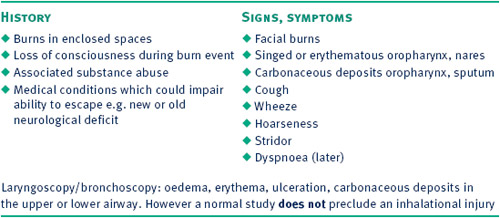 HISTORY
◆ Burns in enclosed spaces
◆ Loss of consciousness during burn event
◆ Associated substance abuse
◆ Medical conditions which could impair
ability to escape e.g. new or old
neurological deficit
SIGNS, SYMPTOMS
◆ Facial burns
◆ Singed or erythematous oropharynx, nares
◆ Carbonaceous deposits oropharynx, sputum
◆ Cough
◆ Wheeze
◆ Hoarseness
◆ Stridor
◆ Dyspnoea (later)
Laryngoscopy/bronchoscopy: oedema, erythema, ulceration, carbonaceous deposits in
the upper or lower airway. However a normal study does not preclude an inhalational injury